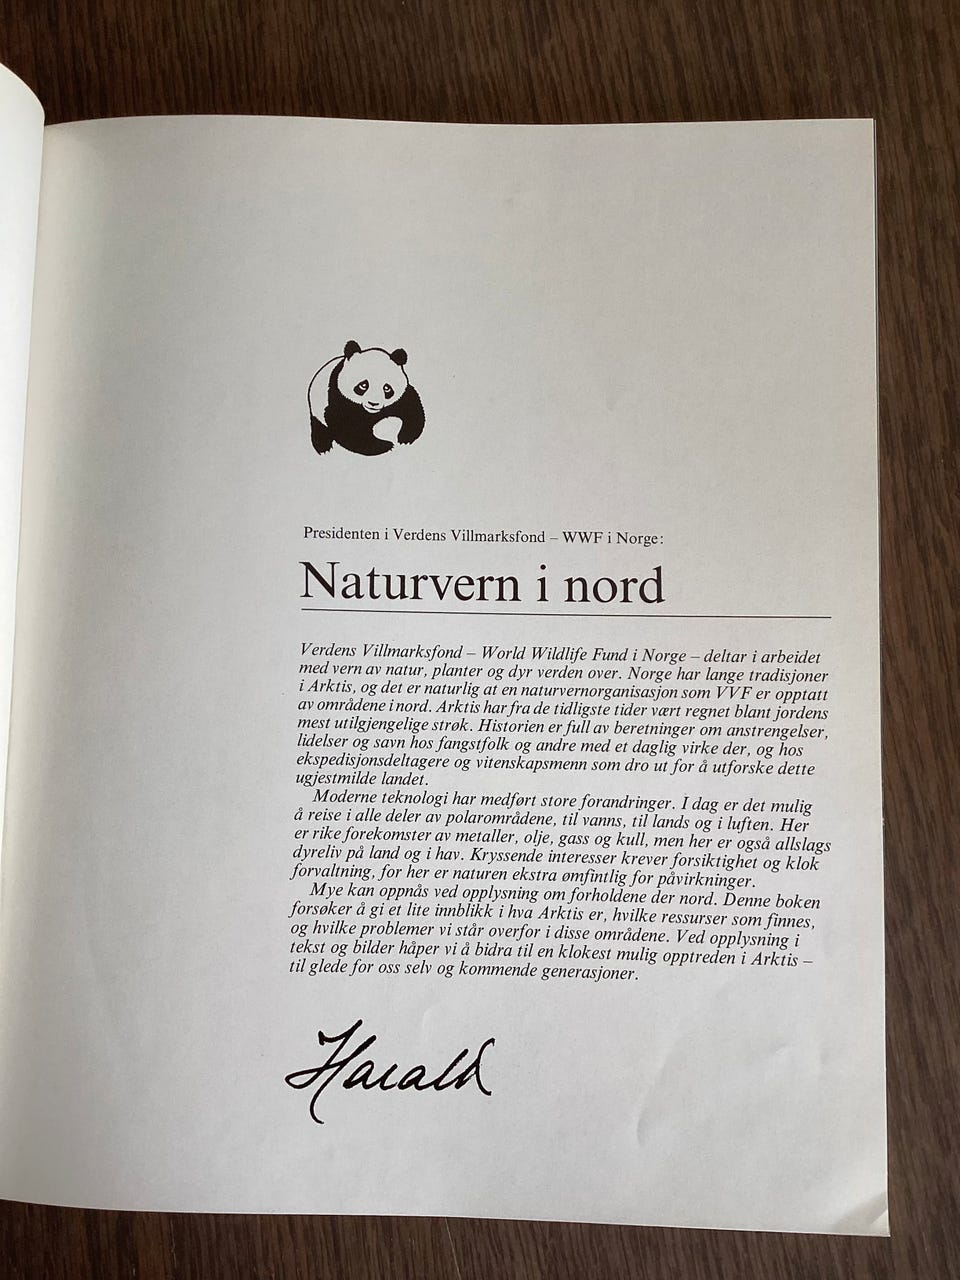 Presidenten i Verdens Villmarksfond – WWF i Norge:
Naturvern i nord
Verdens Villmarksfond – World Wildlife Fund i Norge – deltar i arbeidet
med vern av natur, planter og dyr verden over. Norge har lange tradisjoner
i Arktis, og det er naturlig at en naturvernorganisasjon som VVF er opptatt
av områdene i nord. Arktis har fra de tidligste tider vært regnet blant jordens
mest utilgjengelige strøk. Historien er full av beretninger om anstrengelser,
lidelser og savn hos fangstfolk og andre med et daglig virke der, og hos
ekspedisjonsdeltagere og vitenskapsmenn som dro ut for å utforske dette
ugjestmilde landet.
Moderne teknologi har medført store forandringer. I dag er det mulig
å reise i alle deler av polarområdene, til vanns, til lands og i luften. Her
er rike forekomster av metaller, olje, gass og kull, men her er også allslags
dyreliv på land og i hav. Kryssende interesser krever forsiktighet og klok
forvaltning, for her er naturen ekstra ømfintlig for påvirkninger.
Mye kan oppnås ved opplysning om forholdene der nord. Denne boken
forsøker å gi et lite innblikk i hva Arktis er, hvilke ressurser som finnes,
og hvilke problemer vi står overfor i disse områdene. Ved opplysning i
tekst og bilder håper vi å bidra til en klokest mulig opptreden i Arktis –
til glede for oss selv og kommende generasjoner.
Harald